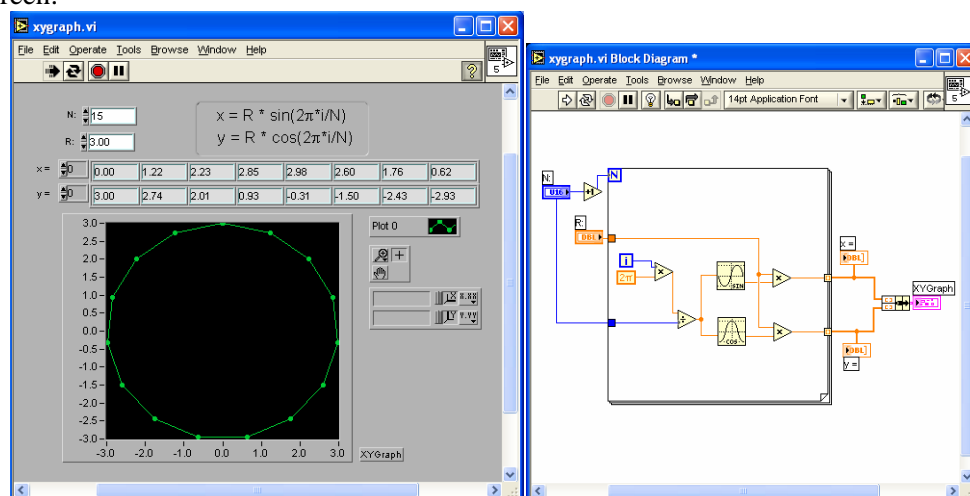 reen.
xygraph.vi
File Edit Operate Tools Browse Window Help
5
N: 15
R: 3.00
x = R * sin(2π*i/N)
y = R * cos(2π*i/N)
x = 0 0.00 1.22 2.23 2.85 2.98 2.60 1.76 0.62
y = 0 3.00 2.74 2.01 0.93 -0.31 -1.50 -2.43 -2.93
Plot 0
3.0
2.5
2.0
1.5
1.0
0.5
0.0
-0.5
-1.0
-1.5
-2.0
-2.5
-3.0
-3.0 -2.0 -1.0 0.0 1.0 2.0 3.0
X X.XX
Y Y.YY
XYGraph
xygraph.vi Block Diagram *
File Edit Operate Tools Browse Window Help
14pt Application Font
5
N:
U16
+1
N
R:
DBL
i
2π
SIN
COS
x =
DBL
XYGraph
DBL
y =